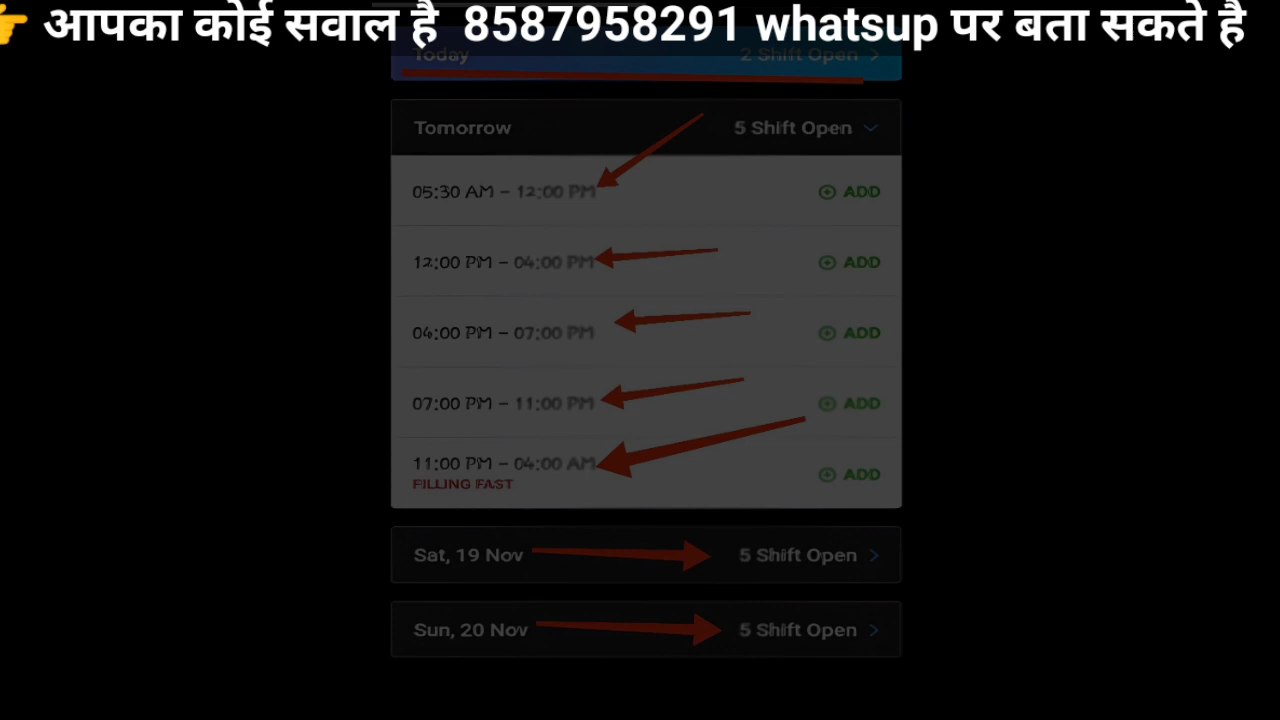 👉 आपका कोई सवाल है 8587958291 whatsup पर बता सकते है
Today 2 Shift Open >
Tomorrow 5 Shift Open
05:30 AM – 12:00 PM ADD
12:00 PM – 04:00 PM ADD
04:00 PM – 07:00 PM ADD
07:00 PM – 11:00 PM ADD
11:00 PM – 04:00 AM ADD
FILLING FAST
Sat, 19 Nov 5 Shift Open >
Sun, 20 Nov 5 Shift Open >